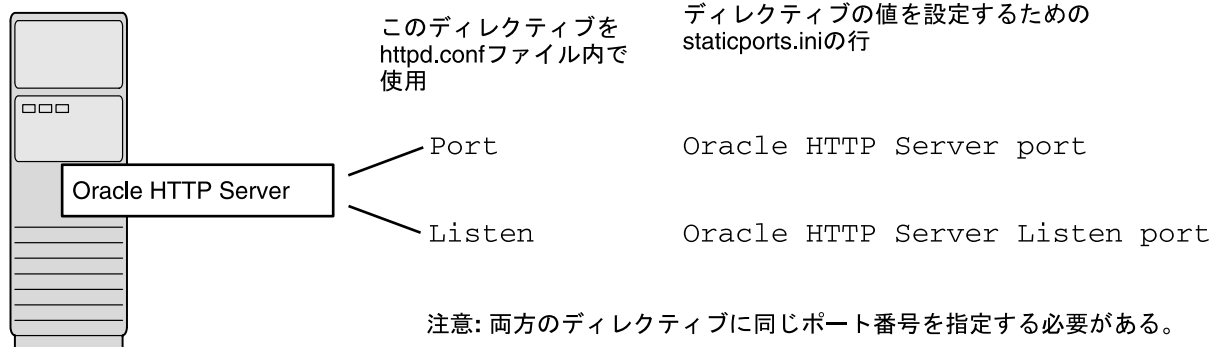 このディレクティブを
httpd.confファイル内で
使用
ディレクティブの値を設定するための
staticports.iniの行
Port
Oracle HTTP Server port
Oracle HTTP Server
Listen
Oracle HTTP Server Listen port
注意: 両方のディレクティブに同じポート番号を指定する必要がある。